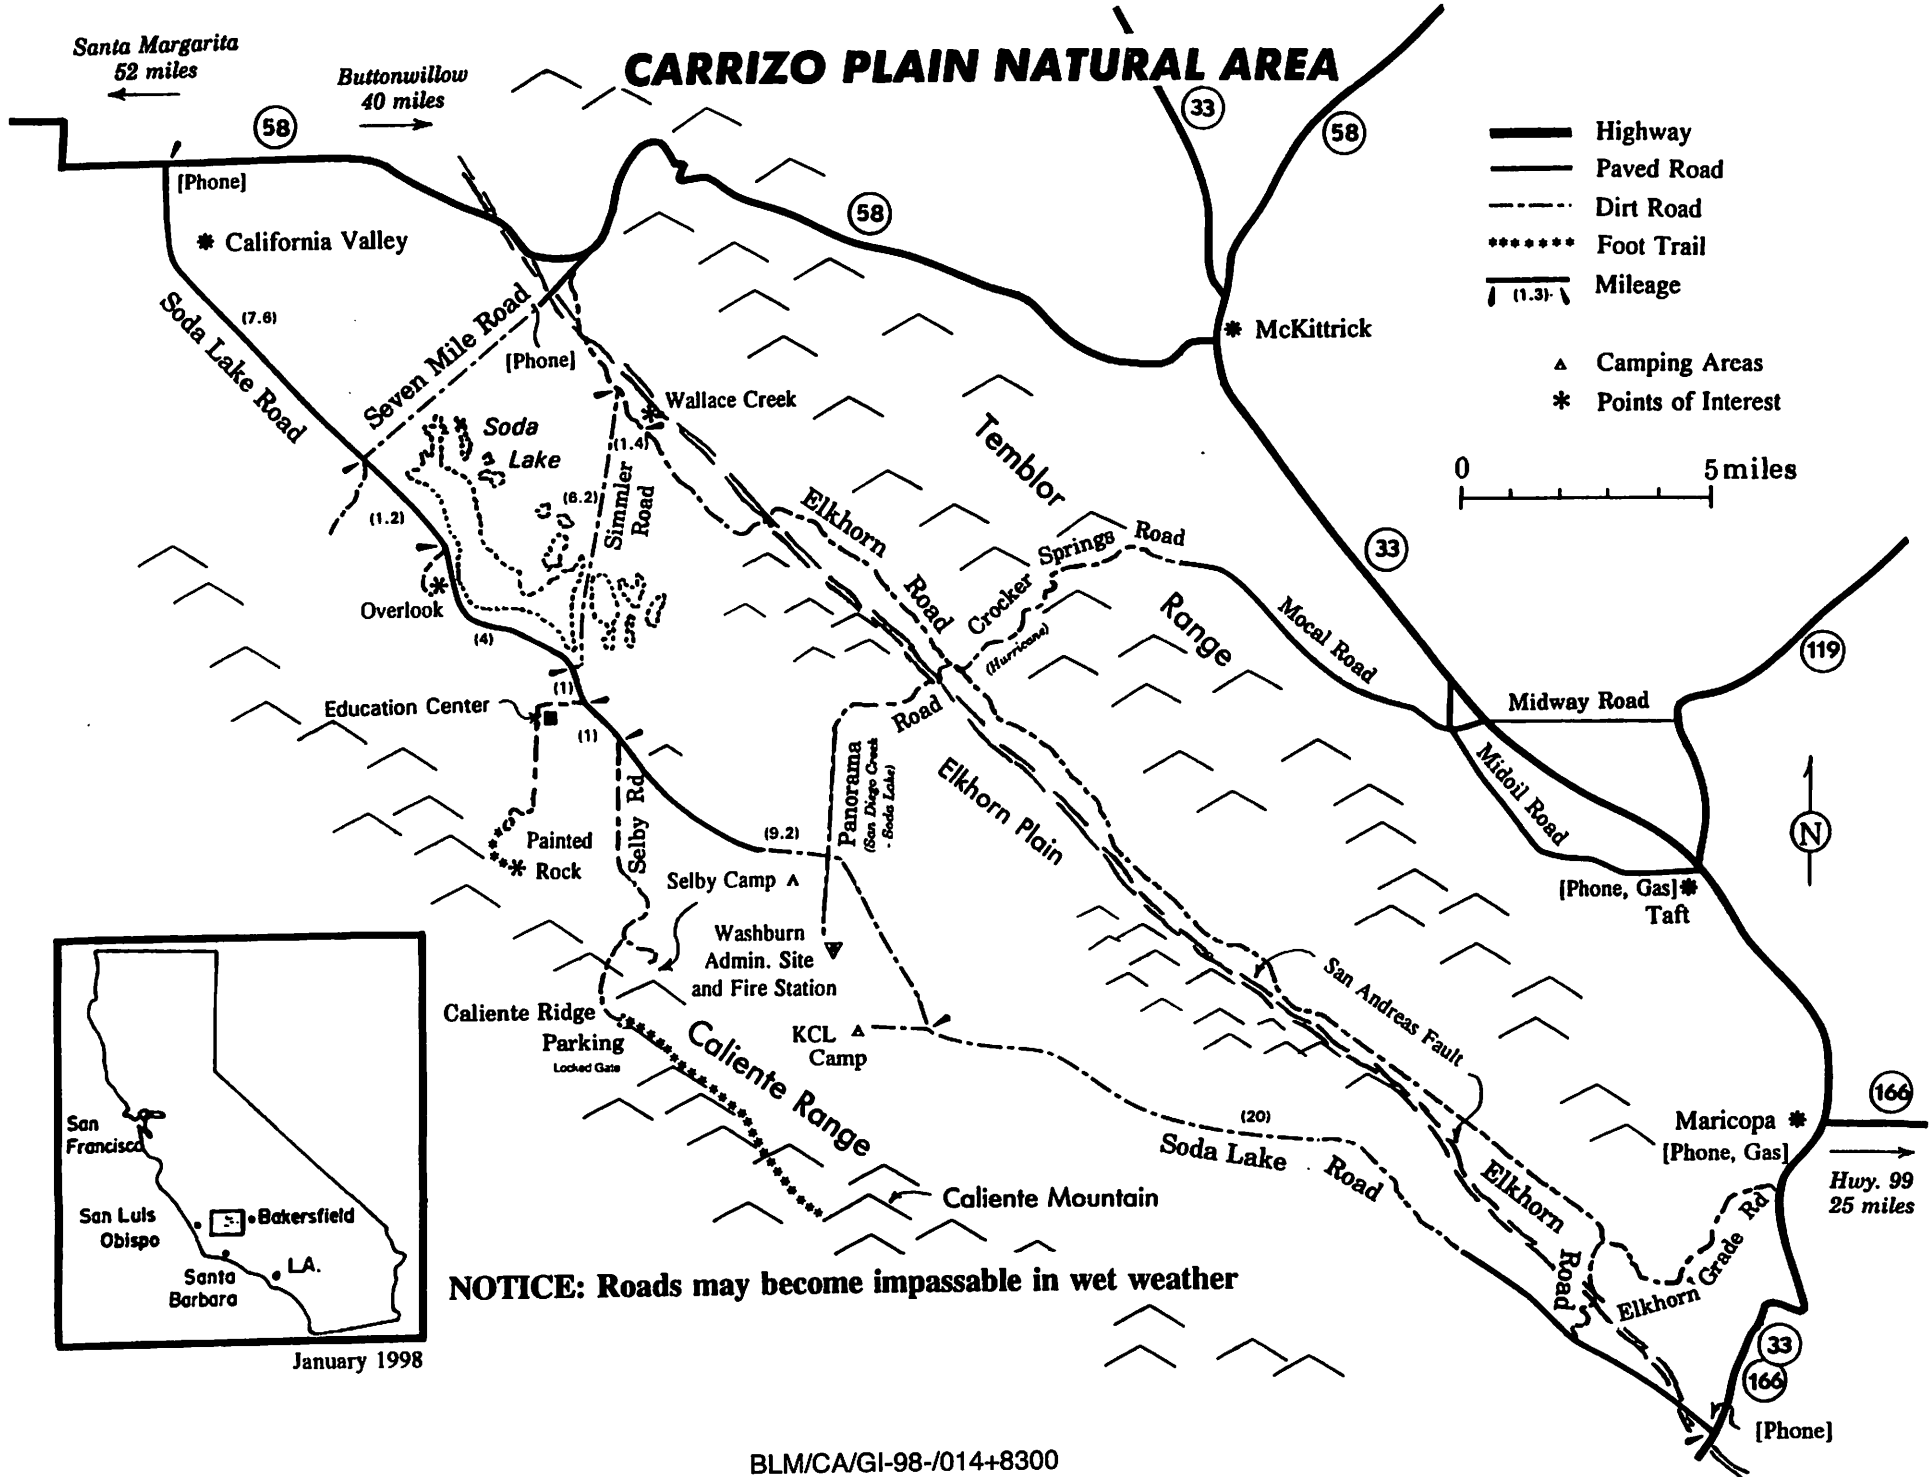 CARRIZO PLAIN NATURAL AREA
Santa Margarita
52 miles
Buttonwillow
40 miles
58
[Phone]
California Valley
33
58
58
Highway
Paved Road
Dirt Road
Foot Trail
(1.3)
Mileage
Camping Areas
Points of Interest
0 5 miles
McKittrick
Soda Lake Road
(7.6)
Seven Mile Road
[Phone]
Wallace Creek
Soda
Lake
(1.4)
(6.2)
Simmler
Road
(1.2)
Overlook
(4)
(1)
Education Center
(1)
Temblor
Range
Elkhorn
Road
Crocker Springs Road
(Hurricane)
33
Mocal Road
119
Midway Road
Midoil Road
[Phone, Gas]
Taft
N
Painted
Rock
Selby Rd
(9.2)
Panorama
Road
(San Diego Creek
- Soda Lake)
Elkhorn Plain
Selby Camp
Washburn
Admin. Site
and Fire Station
Caliente Ridge
Parking
Locked Gate
KCL
Camp
Caliente Range
San Andreas Fault
(20)
Soda Lake Road
Caliente Mountain
Elkhorn
Road
Elkhorn Grade Rd
Maricopa
[Phone, Gas]
166
Hwy. 99
25 miles
33
166
[Phone]
San
Francisco
San Luis
Obispo
Bakersfield
Santa
Barbara
L.A.
January 1998
NOTICE: Roads may become impassable in wet weather
BLM/CA/GI-98-/014+8300